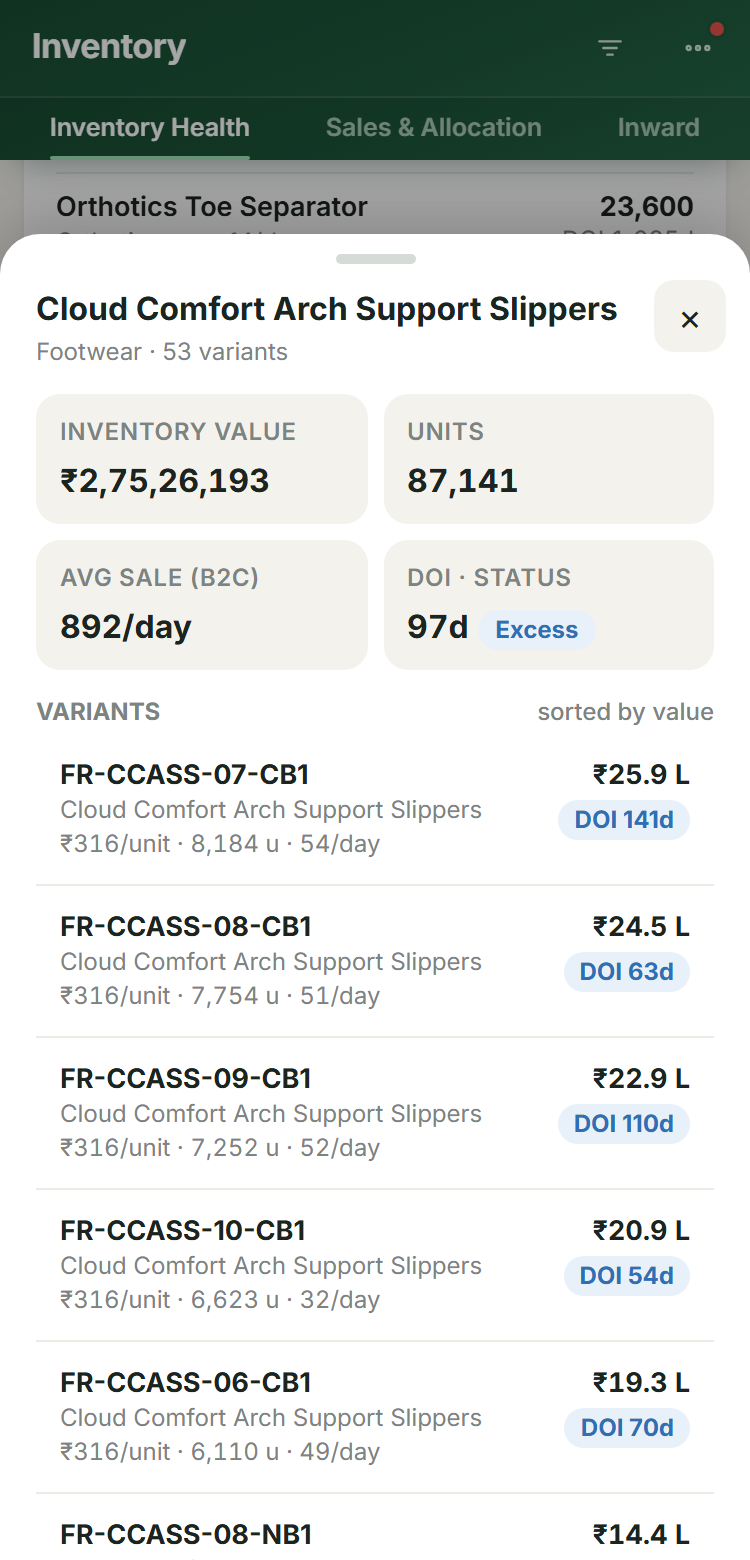 Inventory
Inventory Health
Sales & Allocation
Inward
Orthotics Toe Separator
23,600
Cloud Comfort Arch Support Slippers
×
Footwear · 53 variants
INVENTORY VALUE
₹2,75,26,193
UNITS
87,141
AVG SALE (B2C)
892/day
DOI · STATUS
97d Excess
VARIANTS
sorted by value
FR-CCASS-07-CB1
₹25.9 L
Cloud Comfort Arch Support Slippers
DOI 141d
₹316/unit · 8,184 u · 54/day
FR-CCASS-08-CB1
₹24.5 L
Cloud Comfort Arch Support Slippers
DOI 63d
₹316/unit · 7,754 u · 51/day
FR-CCASS-09-CB1
₹22.9 L
Cloud Comfort Arch Support Slippers
DOI 110d
₹316/unit · 7,252 u · 52/day
FR-CCASS-10-CB1
₹20.9 L
Cloud Comfort Arch Support Slippers
DOI 54d
₹316/unit · 6,623 u · 32/day
FR-CCASS-06-CB1
₹19.3 L
Cloud Comfort Arch Support Slippers
DOI 70d
₹316/unit · 6,110 u · 49/day
FR-CCASS-08-NB1
₹14.4 L